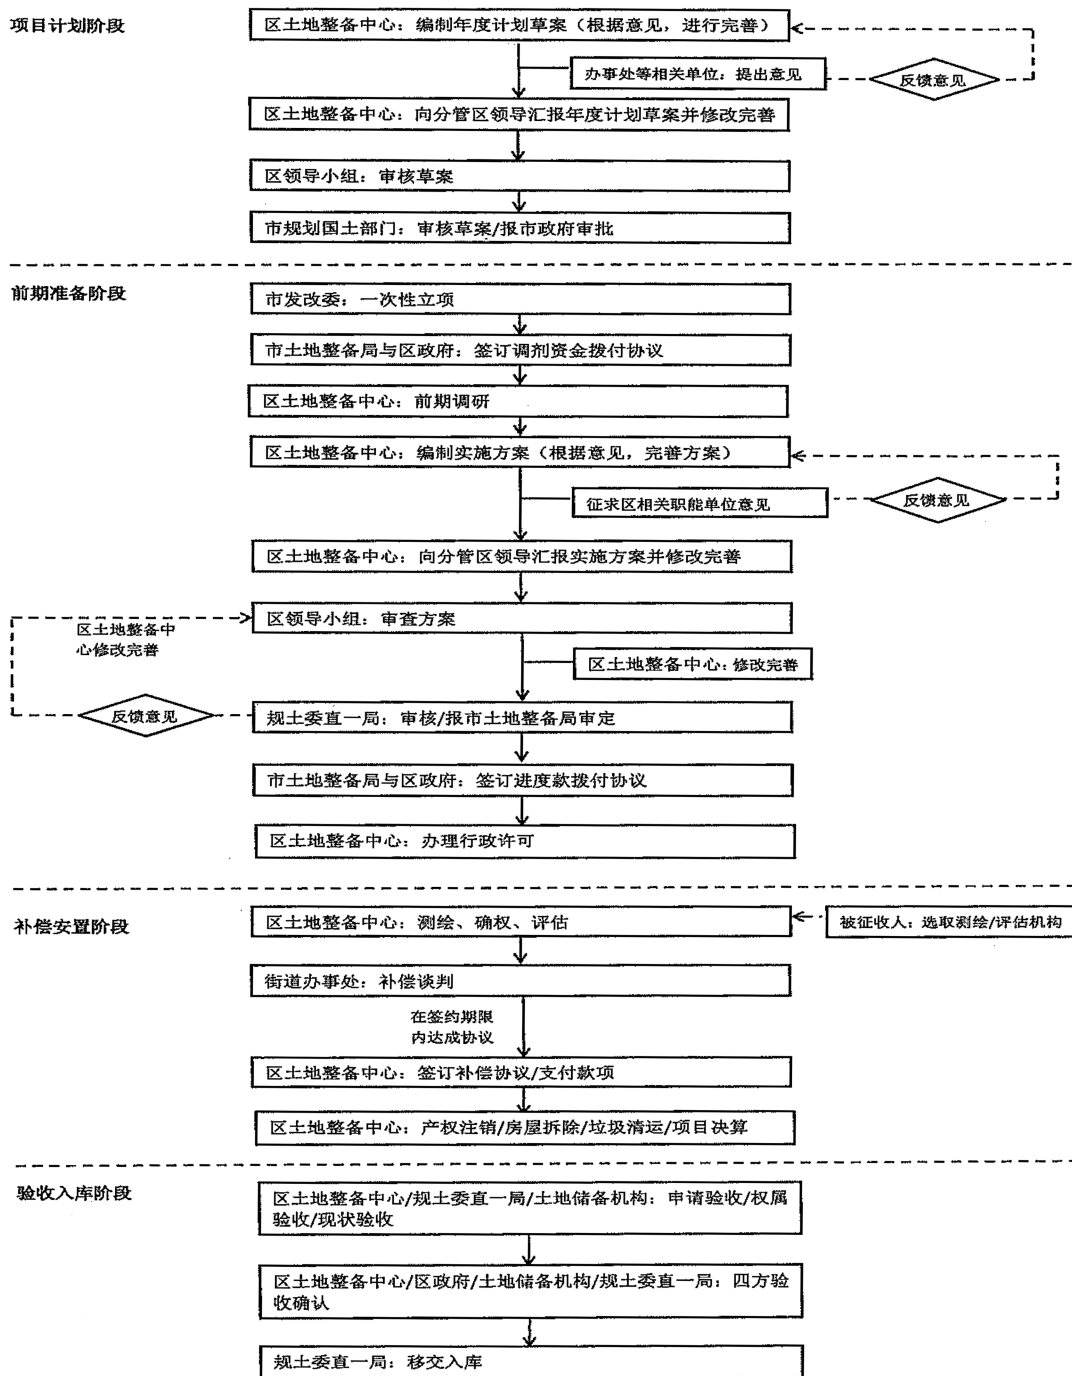 项目计划阶段
区土地整备中心：编制年度计划草案（根据意见，进行完善）
办事处等相关单位：提出意见
反馈意见
区土地整备中心：向分管区领导汇报年度计划草案并修改完善
区领导小组：审核草案
市规划国土部门：审核草案/报市政府审批
前期准备阶段
市发改委：一次性立项
市土地整备局与区政府：签订调剂资金拨付协议
区土地整备中心：前期调研
区土地整备中心：编制实施方案（根据意见，完善方案）
征求区相关职能单位意见
反馈意见
区土地整备中心：向分管区领导汇报实施方案并修改完善
区领导小组：审查方案
区土地整备中
心修改完善
区土地整备中心：修改完善
反馈意见
规土委直一局：审核/报市土地整备局审定
市土地整备局与区政府：签订进度款拨付协议
区土地整备中心：办理行政许可
补偿安置阶段
区土地整备中心：测绘、确权、评估
被征收人：选取测绘/评估机构
街道办事处：补偿谈判
在签约期限
内达成协议
区土地整备中心：签订补偿协议/支付款项
区土地整备中心：产权注销/房屋拆除/垃圾清运/项目决算
验收入库阶段
区土地整备中心/规土委直一局/土地储备机构：申请验收/权属
验收/现状验收
区土地整备中心/区政府/土地储备机构/规土委直一局：四方验
收确认
规土委直一局：移交入库